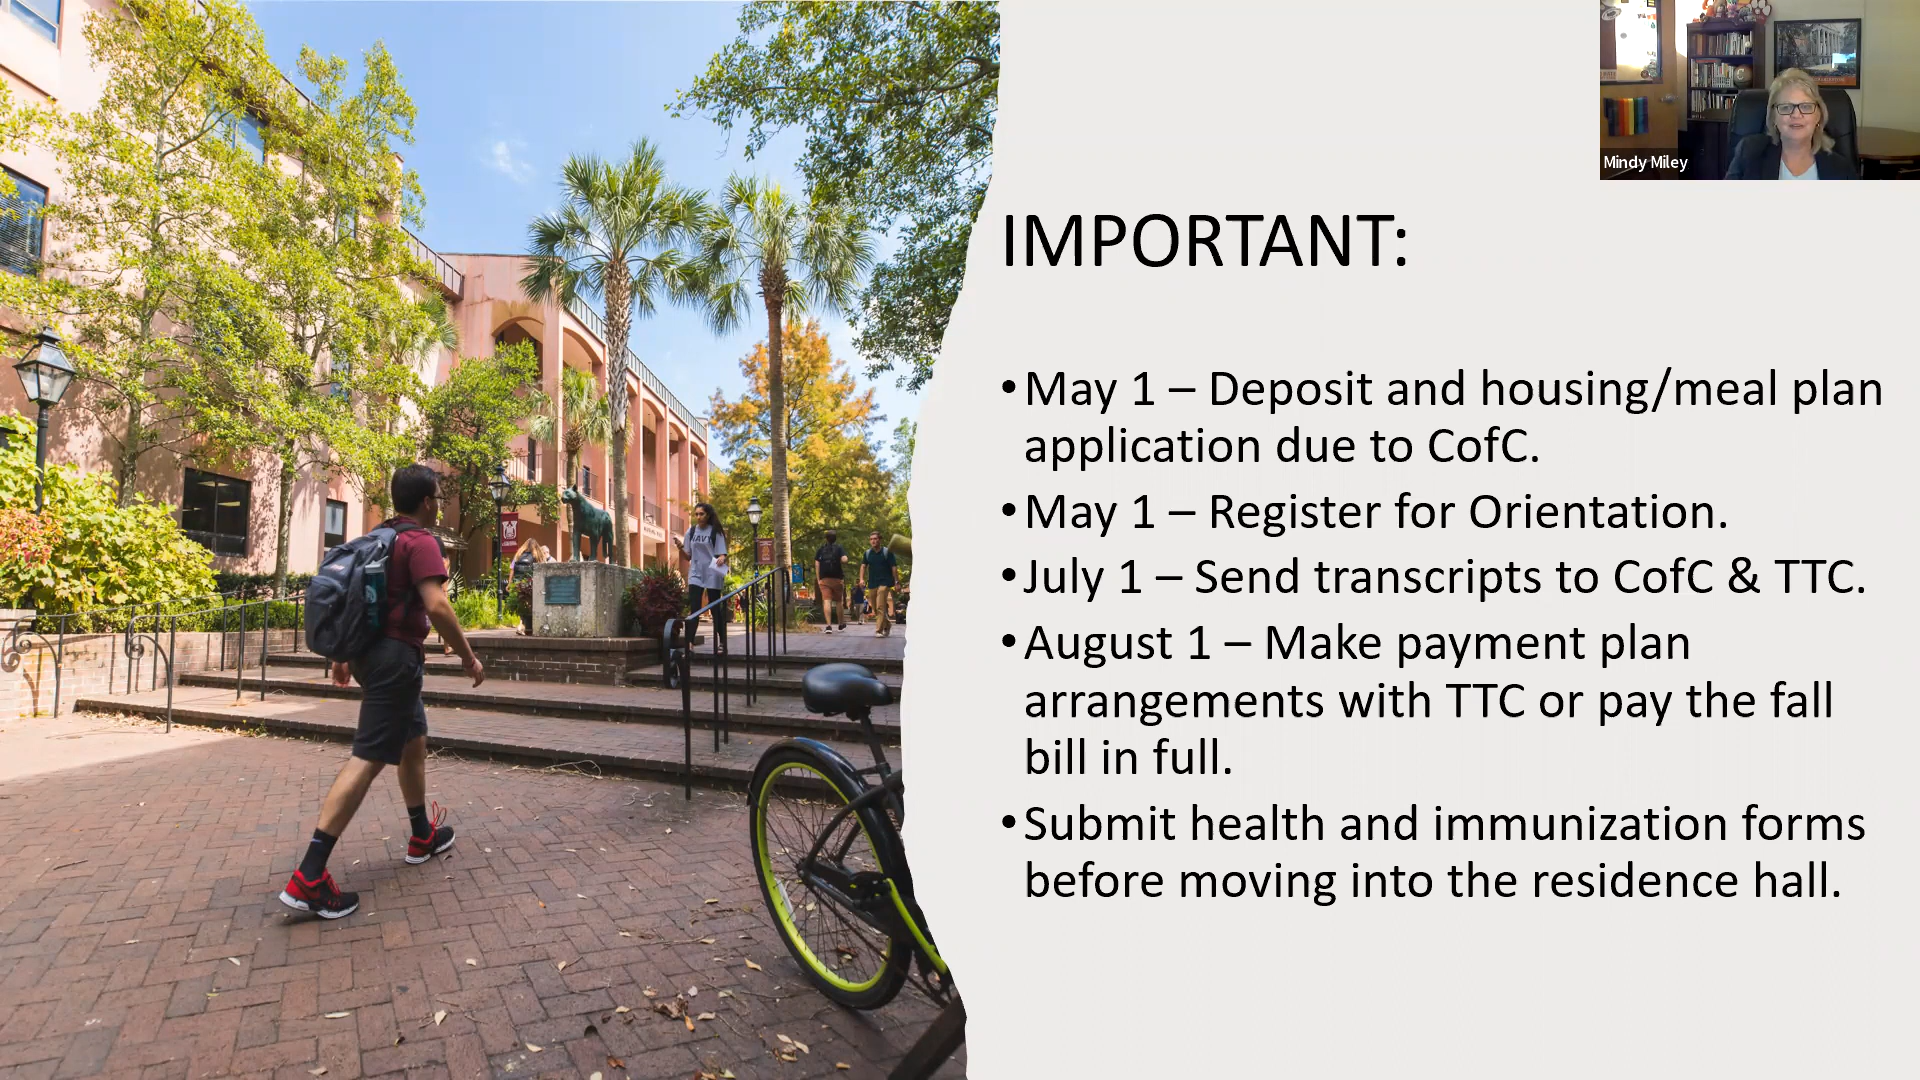 Mindy Miley
IMPORTANT:
•May 1 – Deposit and housing/meal plan
application due to CofC.
•May 1 – Register for Orientation.
•July 1 – Send transcripts to CofC & TTC.
•August 1 – Make payment plan
arrangements with TTC or pay the fall
bill in full.
•Submit health and immunization forms
before moving into the residence hall.
NAVY